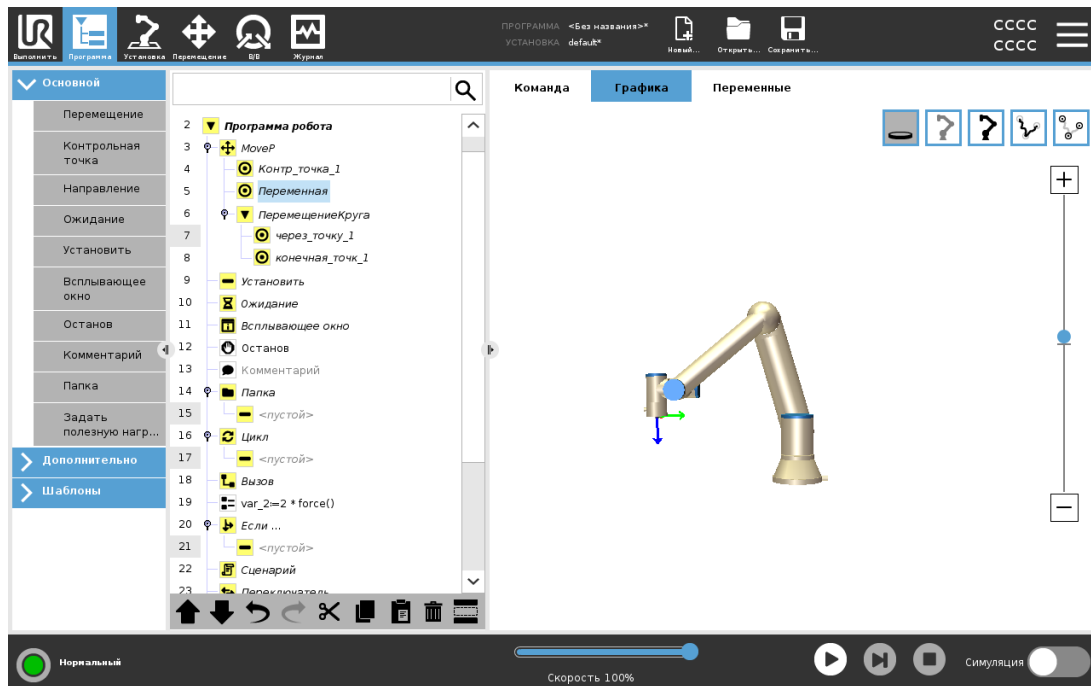 ПРОГРАММА <Без названия>*
УСТАНОВКА default*
Выполнить
Программа
Установка
Перемещение
В/В
Журнал
Новый...
Открыть...
Сохранить...
CCCC
CCCC
Основной
Перемещение
Контрольная
точка
Направление
Ожидание
Установить
Всплывающее
окно
Останов
Комментарий
Папка
Задать
полезную нагр...
Дополнительно
Шаблоны
2 Программа робота
3 MoveP
4 Контр_точка_1
5 Переменная
6 ПеремещениеКруга
7 через_точку_1
8 конечная_точк_1
9 Установить
10 Ожидание
11 Всплывающее окно
12 Останов
13 Комментарий
14 Папка
15 <пустой>
16 Цикл
17 <пустой>
18 Вызов
19 var_2≔2 * force()
20 Если ...
21 <пустой>
22 Сценарий
23 Переключатель
Команда
Графика
Переменные
Нормальный
Скорость 100%
Симуляция